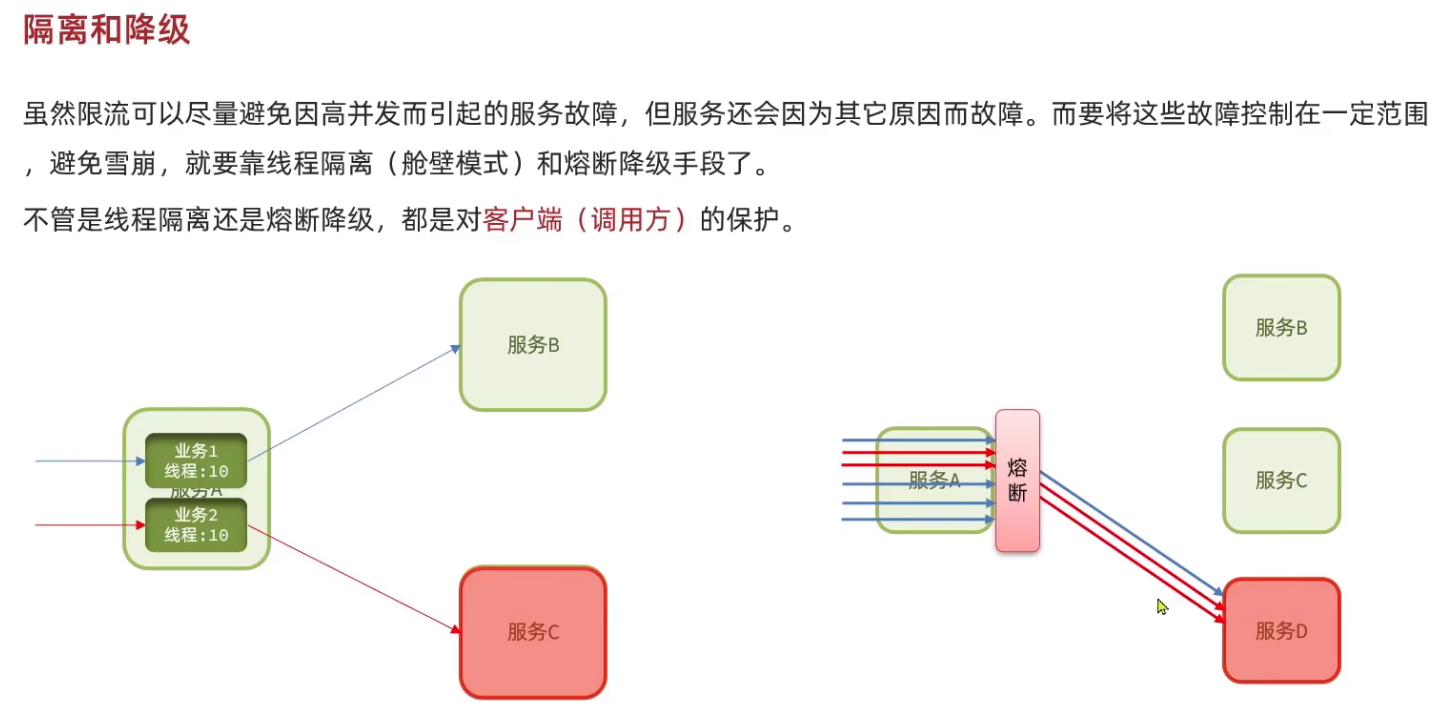 隔离和降级
虽然限流可以尽量避免因高并发而引起的服务故障，但服务还会因为其它原因而故障。而要将这些故障控制在一定范围
，避免雪崩，就要靠线程隔离（舱壁模式）和熔断降级手段了。
不管是线程隔离还是熔断降级，都是对客户端（调用方）的保护。
服务B
业务1
线程:10
服务A
业务2
线程:10
服务C
服务B
服务A
熔
断
服务C
服务D